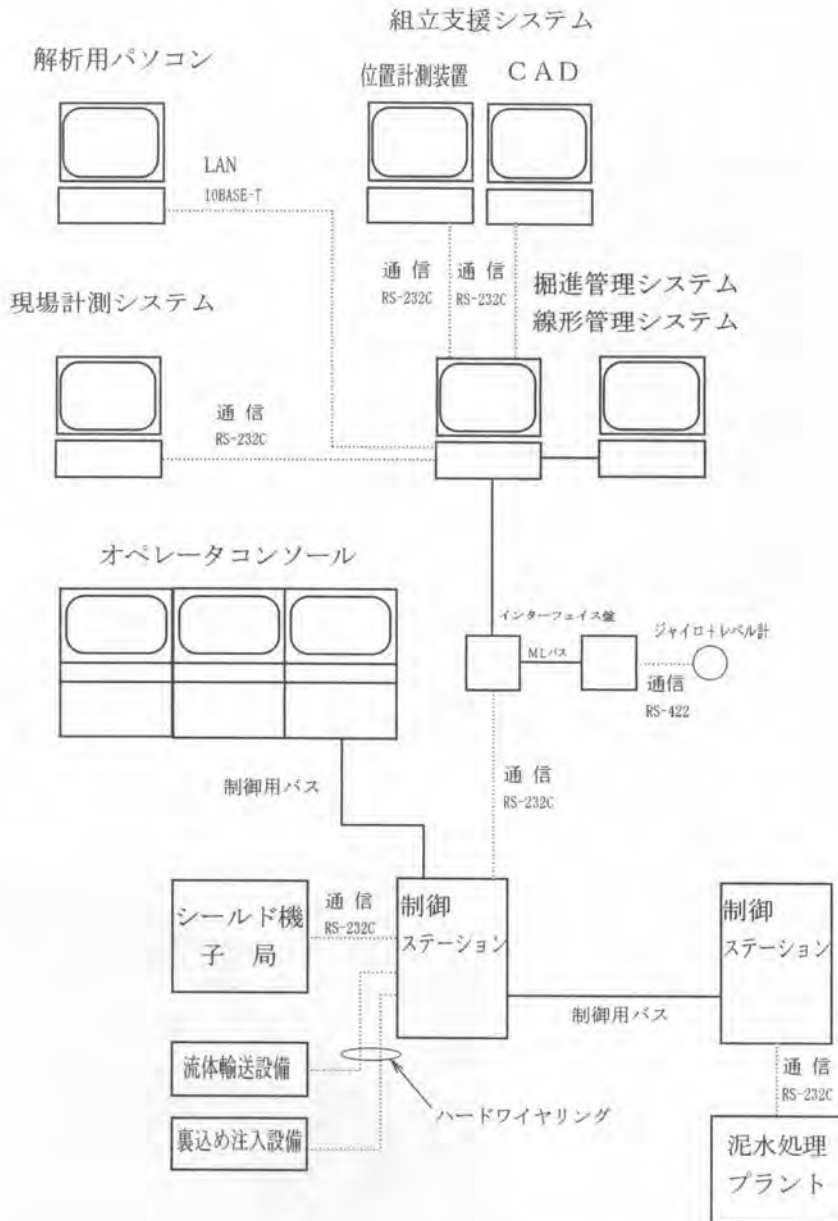 組立支援システム
解析用パソコン
位置計測装置 CAD
LAN
10BASE-T
通信 通信
RS-232C RS-232C
掘進管理システム
線形管理システム
現場計測システム
通信
RS-232C
オペレータコンソール
インターフェイス盤
MLバス
ジャイロ+レベル計
通信
RS-422
通信
RS-232C
制御用バス
シールド機
子局
通信
RS-232C
制御
ステーション
制御
ステーション
制御用バス
流体輸送設備
裏込め注入設備
ハードワイヤリング
通信
RS-232C
泥水処理
プラント